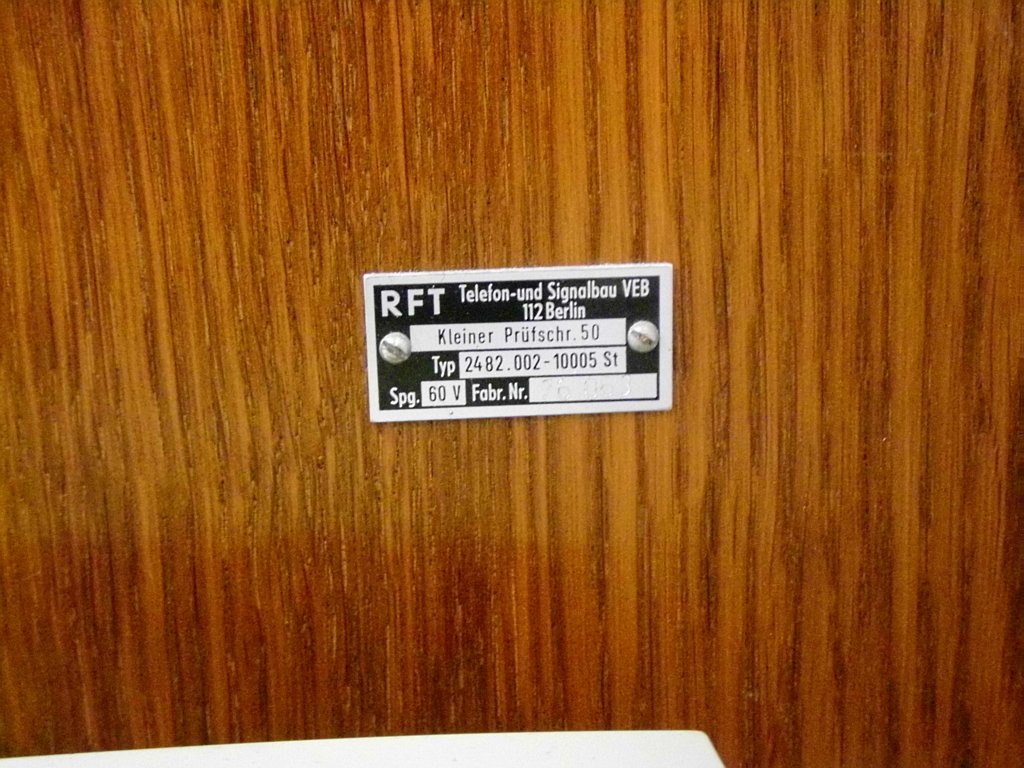 RFT Telefon-und Signalbau VEB
112 Berlin
Kleiner Prüfschr. 50
Typ 2482.002-10005 St
Spg. 60 V Fabr. Nr.